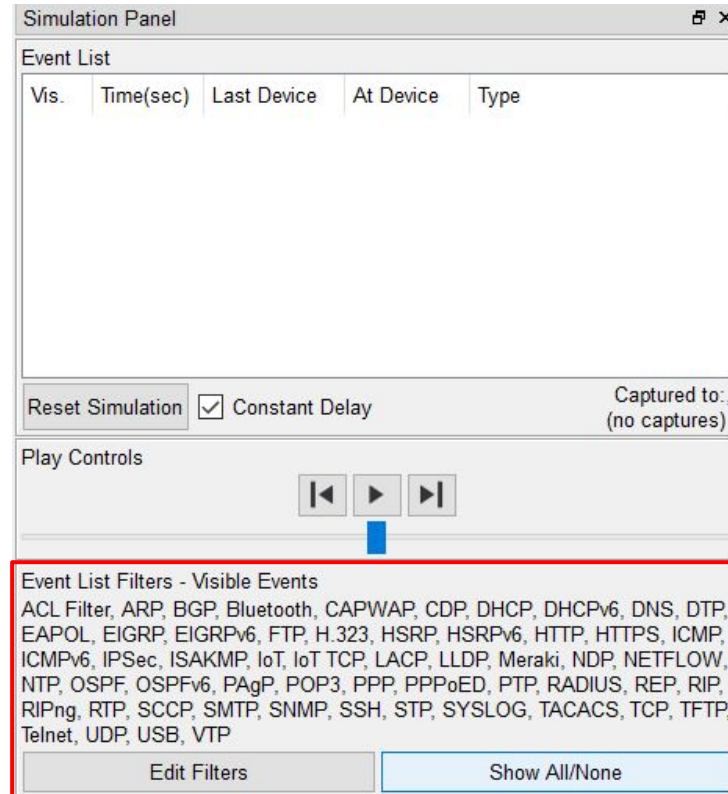 Simulation Panel
Event List
Vis. Time(sec) Last Device At Device Type
Reset Simulation Constant Delay
Captured to:
(no captures)
Play Controls
Event List Filters - Visible Events
ACL Filter, ARP, BGP, Bluetooth, CAPWAP, CDP, DHCP, DHCPv6, DNS, DTP,
EAPOL, EIGRP, EIGRPv6, FTP, H.323, HSRP, HSRPv6, HTTP, HTTPS, ICMP,
ICMPv6, IPSec, ISAKMP, IoT, IoT TCP, LACP, LLDP, Meraki, NDP, NETFLOW,
NTP, OSPF, OSPFv6, PAgP, POP3, PPP, PPPoED, PTP, RADIUS, REP, RIP,
RIPng, RTP, SCCP, SMTP, SNMP, SSH, STP, SYSLOG, TACACS, TCP, TFTP,
Telnet, UDP, USB, VTP
Edit Filters Show All/None